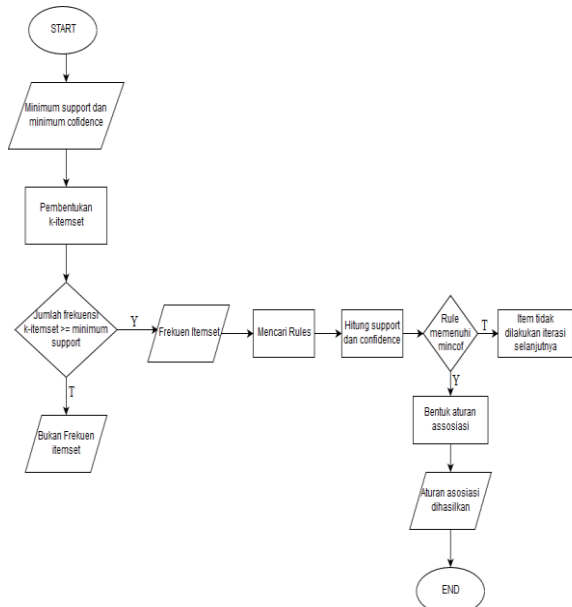 START
Minimum support dan
minimum cofidence
Pembentukan
k-itemset
Jumlah frekuensi
k-itemset >= minimum
support
Y
T
Bukan Frekuen
itemset
Frekuen Itemset
Mencari Rules
Hitung support
dan confidence
Rule
memenuhi
mincof
T
Item tidak
dilakukan iterasi
selanjutnya
Y
Bentuk aturan
assosiasi
Aturan asosiasi
dihasilkan
END